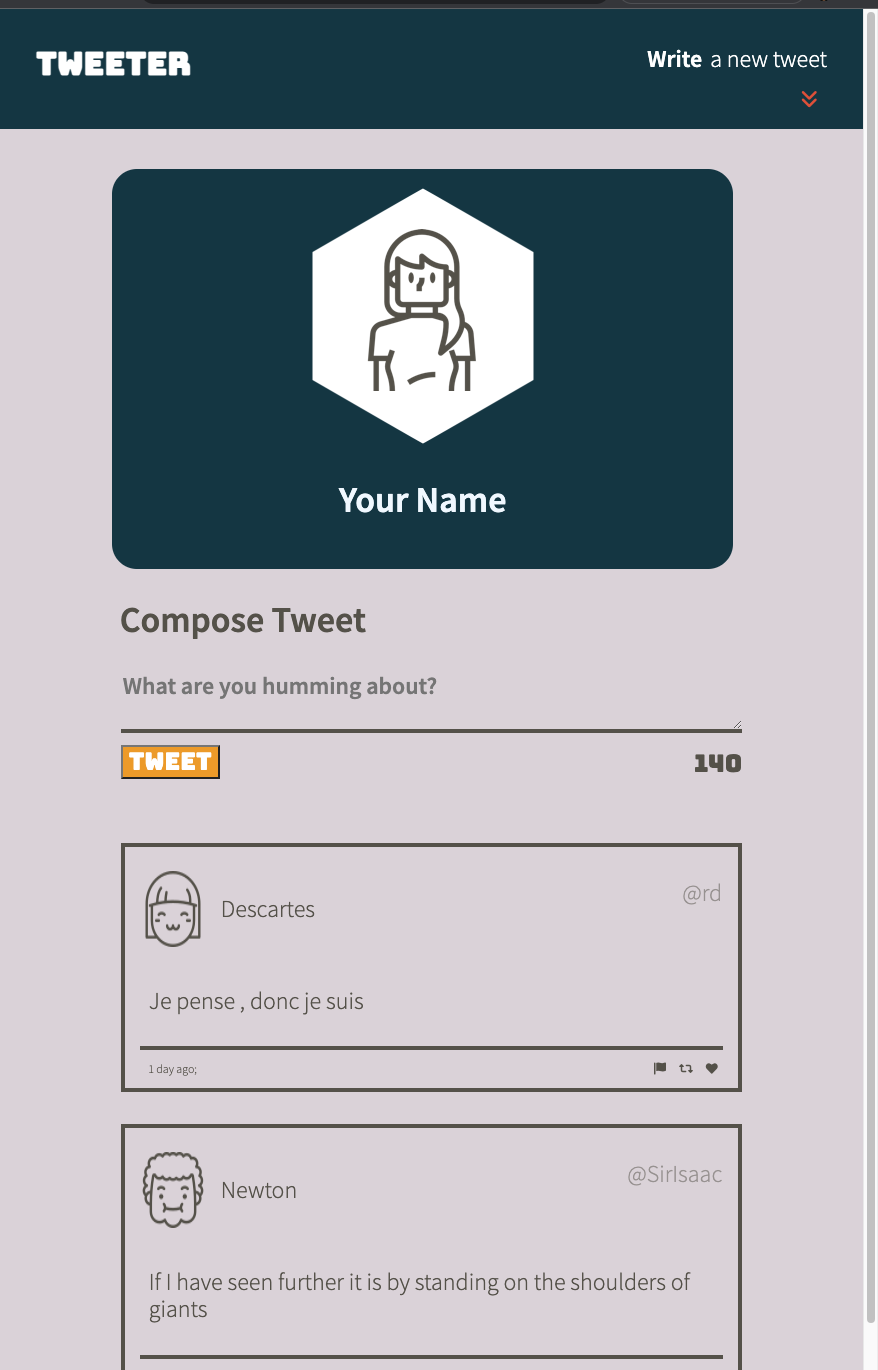 TWEETER
Write a new tweet
Your Name
Compose Tweet
What are you humming about?
TWEET
140
Descartes
@rd
Je pense , donc je suis
1 day ago;
Newton
@SirIsaac
If I have seen further it is by standing on the shoulders of
giants